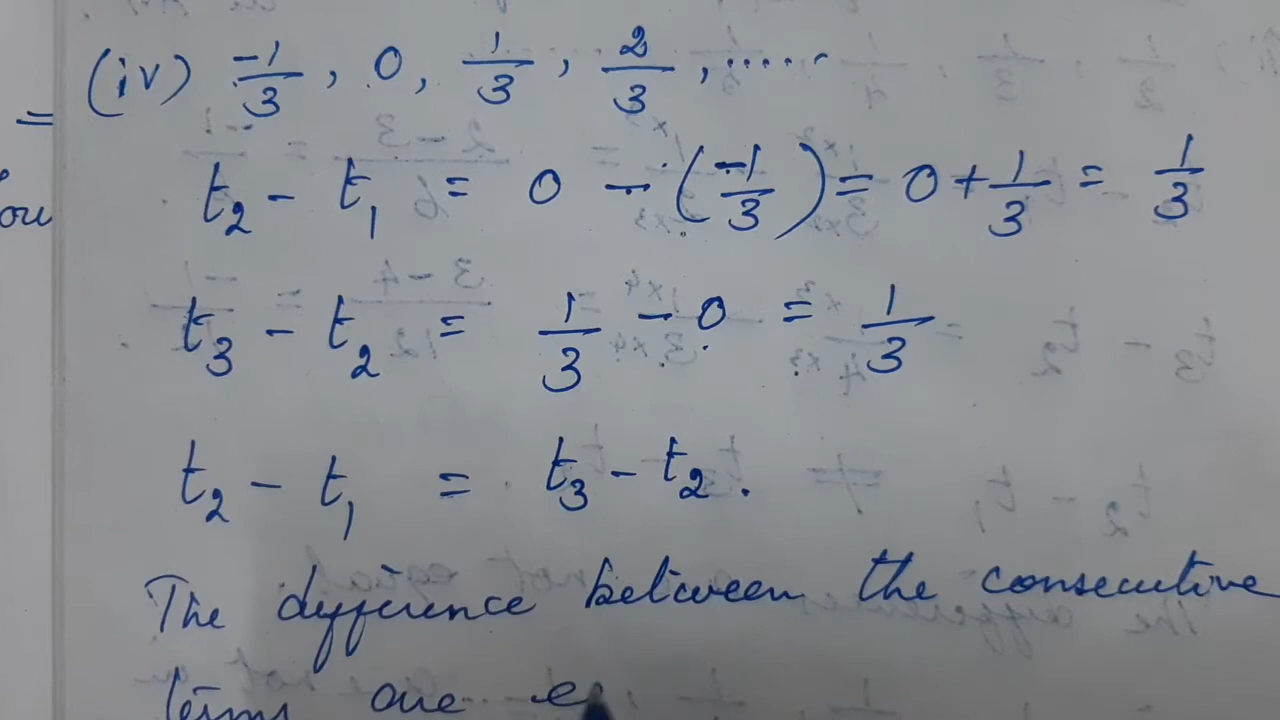 (iv) -1/3, 0, 1/3, 2/3, .....
=
t₂ - t₁ = 0 - (-1/3) = 0 + 1/3 = 1/3
t₃ - t₂ = 1/3 - 0 = 1/3
t₂ - t₁ = t₃ - t₂.
The difference between the consecutive
terms are e